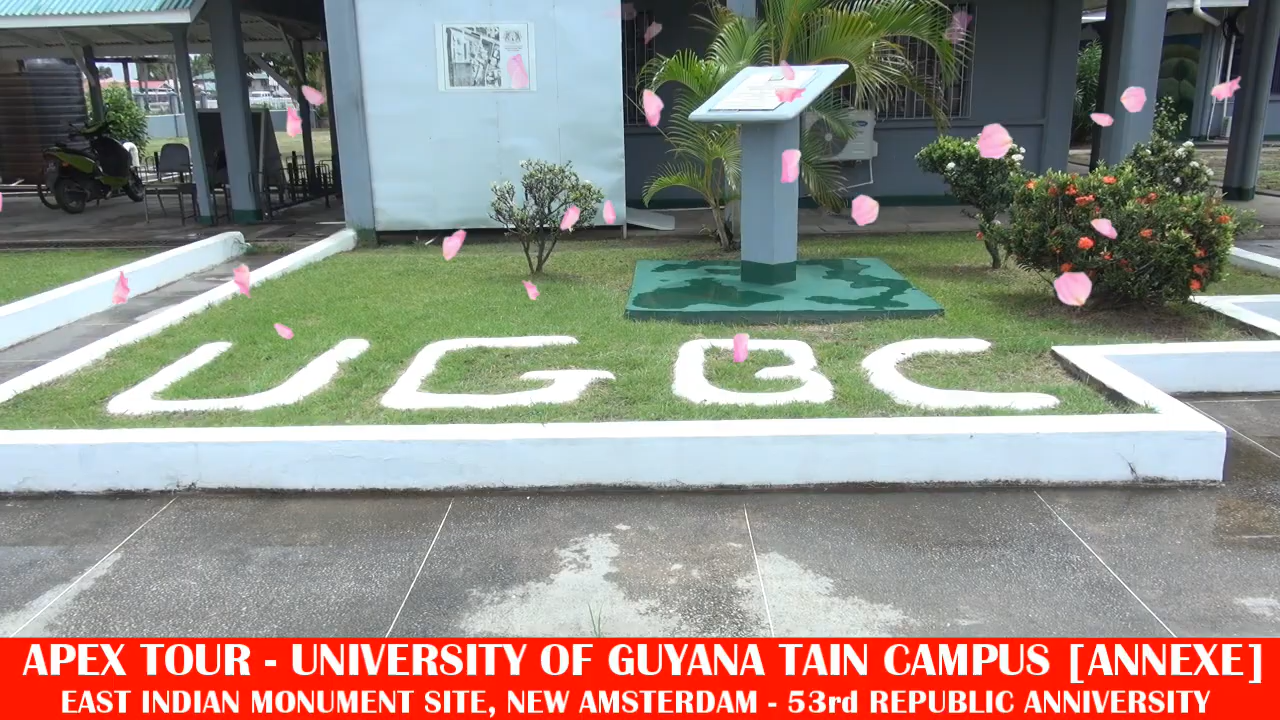 UGBC
APEX TOUR - UNIVERSITY OF GUYANA TAIN CAMPUS [ANNEXE]
EAST INDIAN MONUMENT SITE, NEW AMSTERDAM - 53rd REPUBLIC ANNIVERSITY